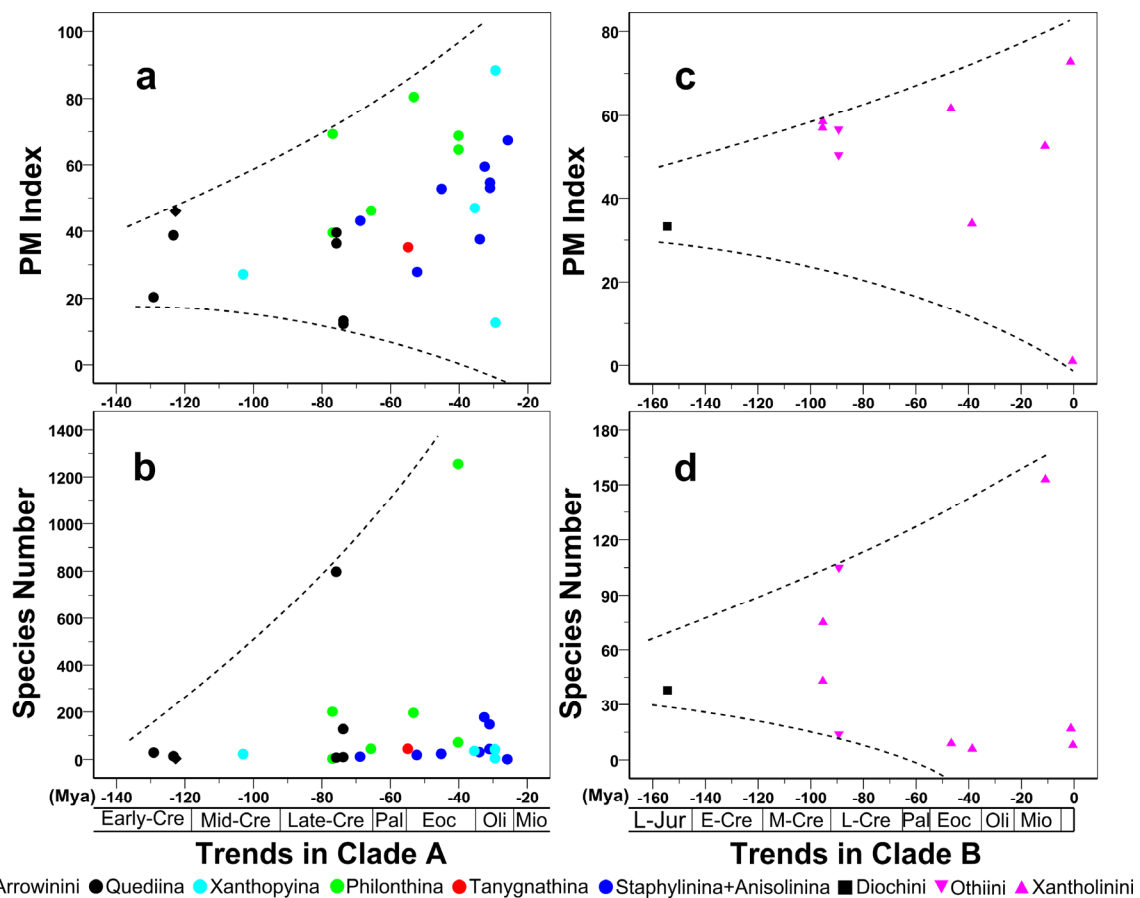 a
PM Index
100
80
60
40
20
0
-140 -120 -100 -80 -60 -40 -20
c
PM Index
80
60
40
20
0
-160 -140 -120 -100 -80 -60 -40 -20 0
b
Species Number
1400
1200
1000
800
600
400
200
0
(Mya) -140 -120 -100 -80 -60 -40 -20
Early-Cre Mid-Cre Late-Cre Pal Eoc Oli Mio
Trends in Clade A
d
Species Number
180
150
120
90
60
30
0
-160 -140 -120 -100 -80 -60 -40 -20 0
L-Jur E-Cre M-Cre L-Cre Pal Eoc Oli Mio
Trends in Clade B
Arrowinini Quediina Xanthopyina Philonthina Tanygnathina Staphylinina+Anisolinina Diochini Othiini Xantholinini